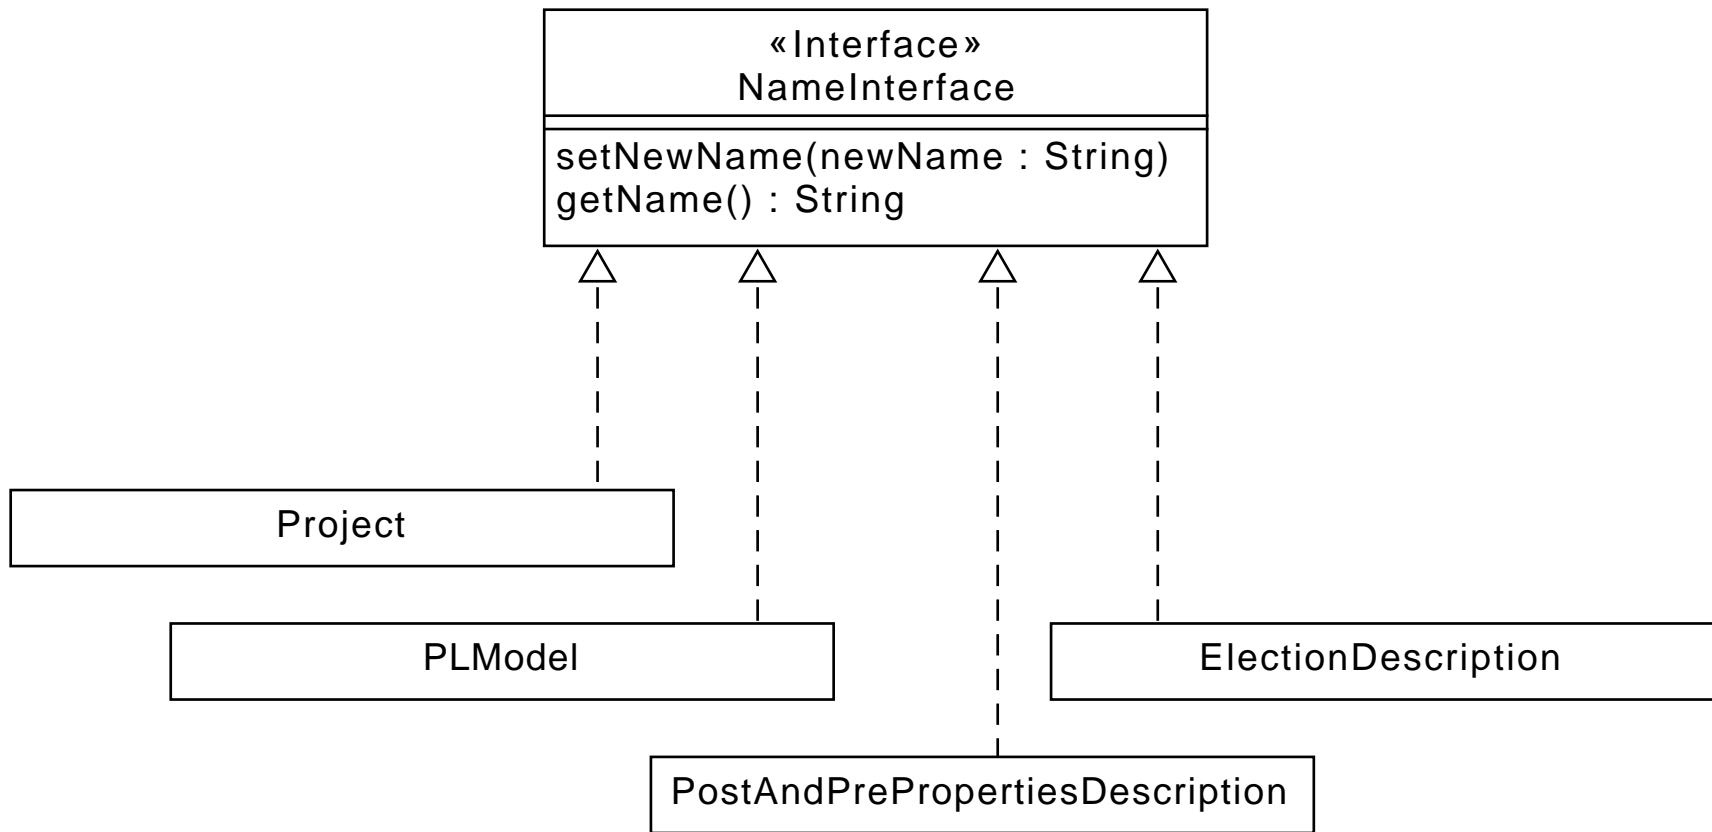 «Interface»
NameInterface
setNewName(newName : String)
getName() : String
Project
PLModel
ElectionDescription
PostAndPrePropertiesDescription